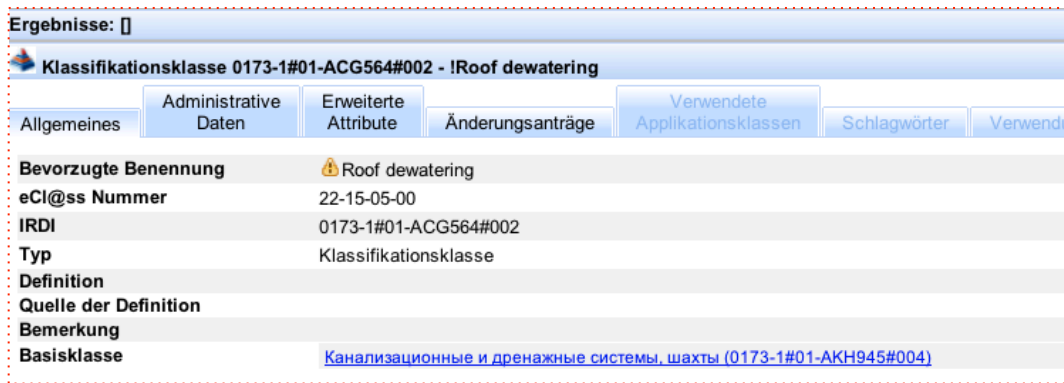 Ergebnisse: []
Klassifikationsklasse 0173-1#01-ACG564#002 - !Roof dewatering
Allgemeines
Administrative
Daten
Erweiterte
Attribute
Änderungsanträge
Verwendete
Applikationsklassen
Schlagwörter
Bevorzugte Benennung Roof dewatering
eCl@ss Nummer 22-15-05-00
IRDI 0173-1#01-ACG564#002
Typ Klassifikationsklasse
Definition
Quelle der Definition
Bemerkung
Basisklasse Канализационные и дренажные системы, шахты (0173-1#01-AKH945#004)